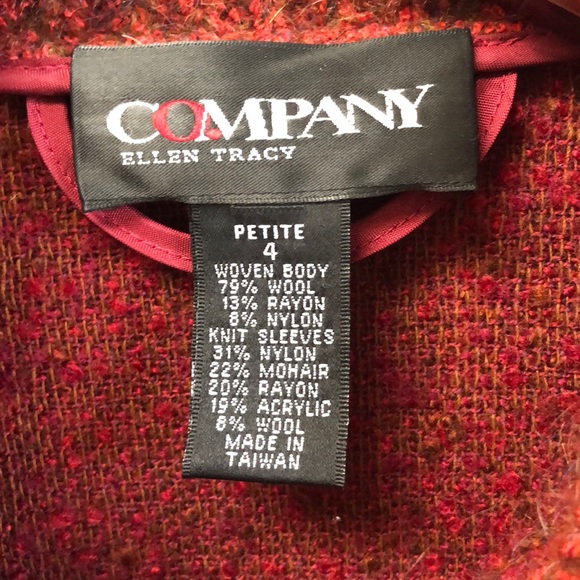 COMPANY
ELLEN TRACY
PETITE
4
WOVEN BODY
79% WOOL
13% RAYON
8% NYLON
KNIT SLEEVES
31% NYLON
22% MOHAIR
20% RAYON
19% ACRYLIC
8% WOOL
MADE IN
TAIWAN